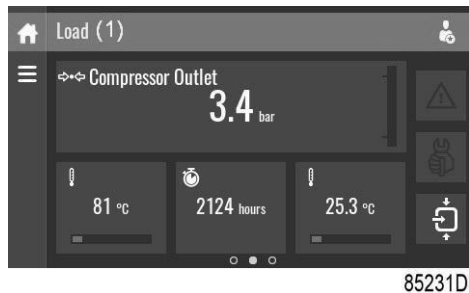 Load (1)
Compressor Outlet
3.4 bar
81 °C 2124 hours 25.3 °C
85231D